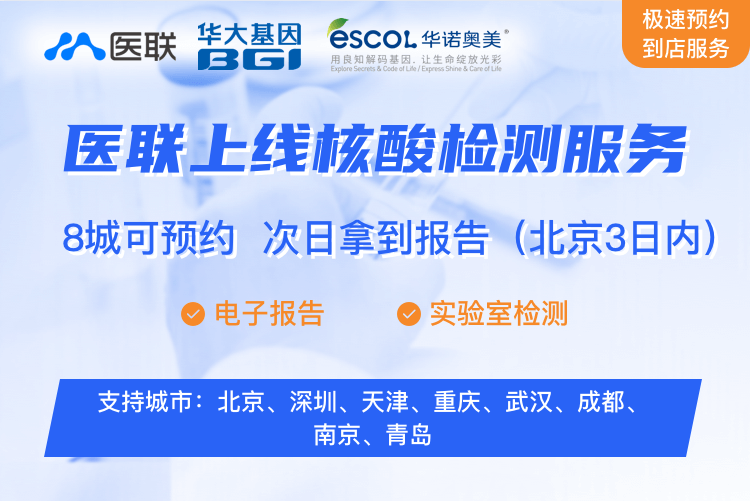 医联
华大基因
BGI
ESCOL 华诺奥美®
用良知解码基因. 让生命绽放光彩
Explore Secrets & Code of Life / Express Shine & Care of Life
极速预约
到店服务
医联上线核酸检测服务
8城可预约 次日拿到报告（北京3日内）
电子报告 实验室检测
支持城市：北京、深圳、天津、重庆、武汉、成都、
南京、青岛